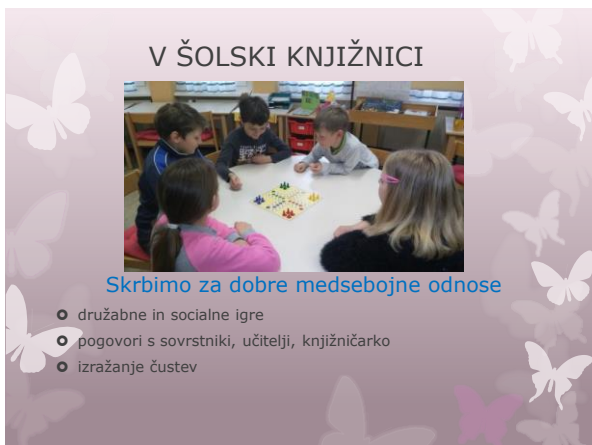 V ŠOLSKI KNJIŽNICI
Skrbimo za dobre medsebojne odnose
družabne in socialne igre
pogovori s sovrstniki, učitelji, knjižničarko
izražanje čustev